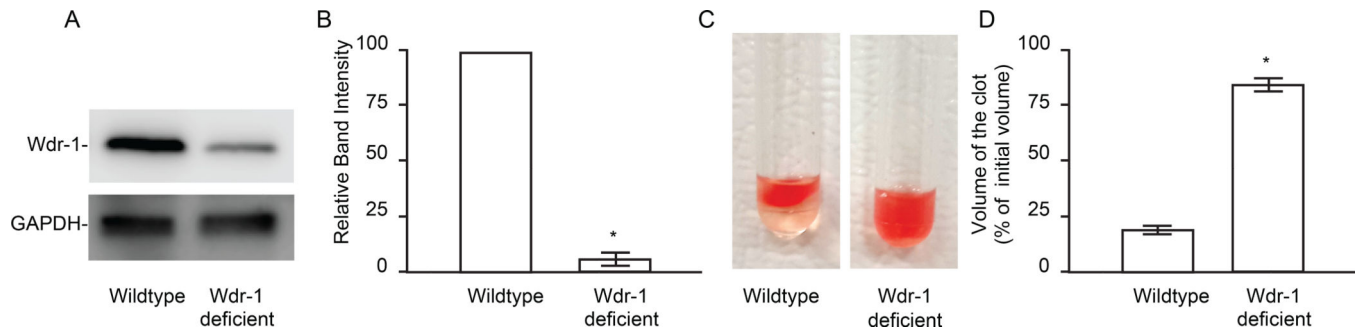 A
Wdr-1-
GAPDH-
Wildtype
Wdr-1
deficient
B
Relative Band Intensity
100
75
50
25
0
*
Wildtype
Wdr-1
deficient
C
Wildtype
Wdr-1
deficient
D
Volume of the clot
(% of initial volume)
100
75
50
25
0
*
Wildtype
Wdr-1
deficient